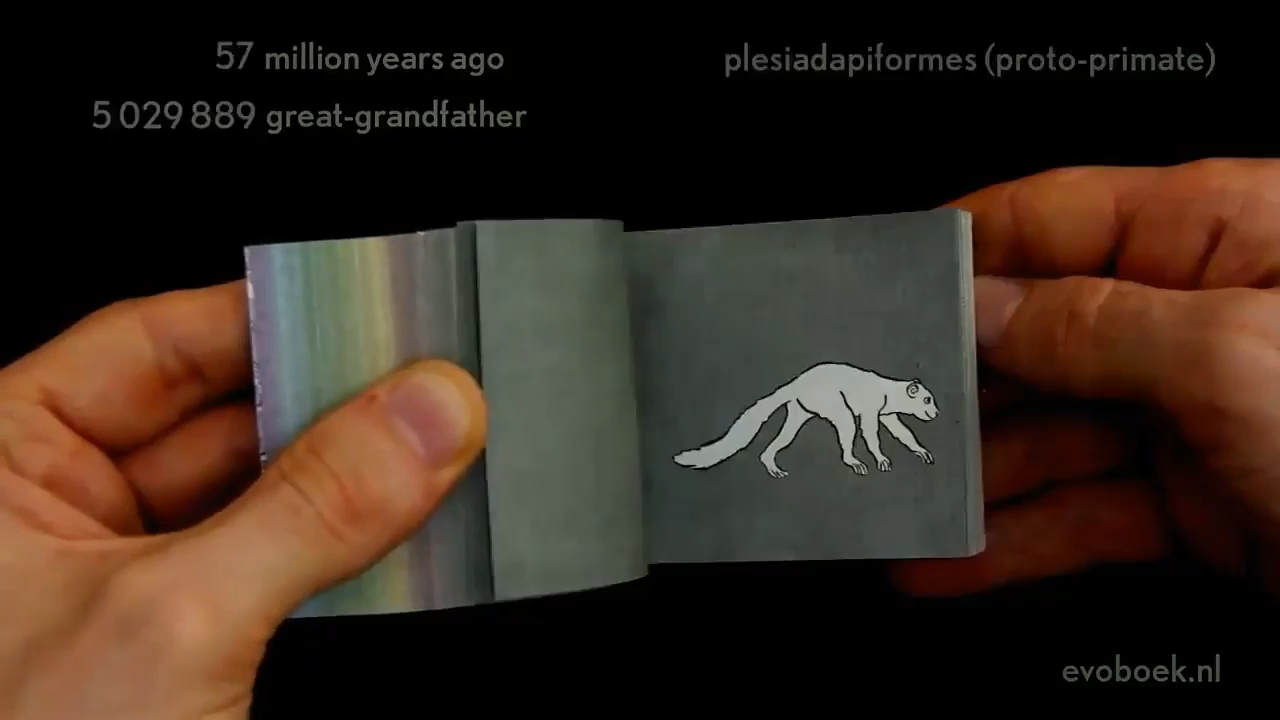 57 million years ago
plesiadapiformes (proto-primate)
5 029 889 great-grandfather
evoboek.nl